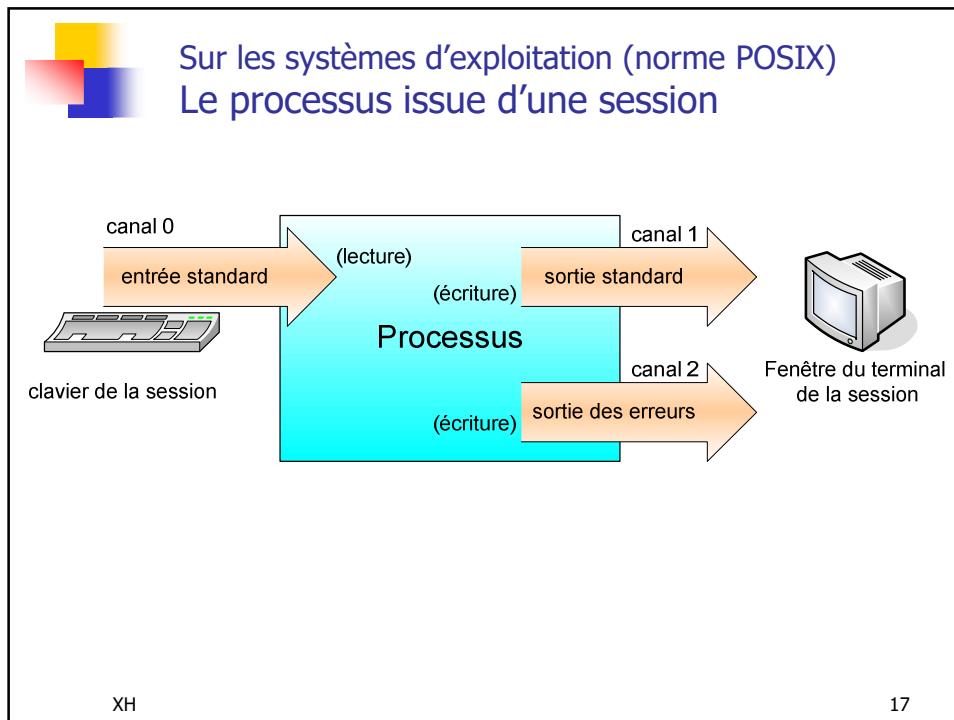 Sur les systèmes d'exploitation (norme POSIX)
Le processus issue d'une session
canal 0
entrée standard
(lecture)
clavier de la session
Processus
(écriture)
canal 1
sortie standard
(écriture)
canal 2
sortie des erreurs
Fenêtre du terminal
de la session
XH
17